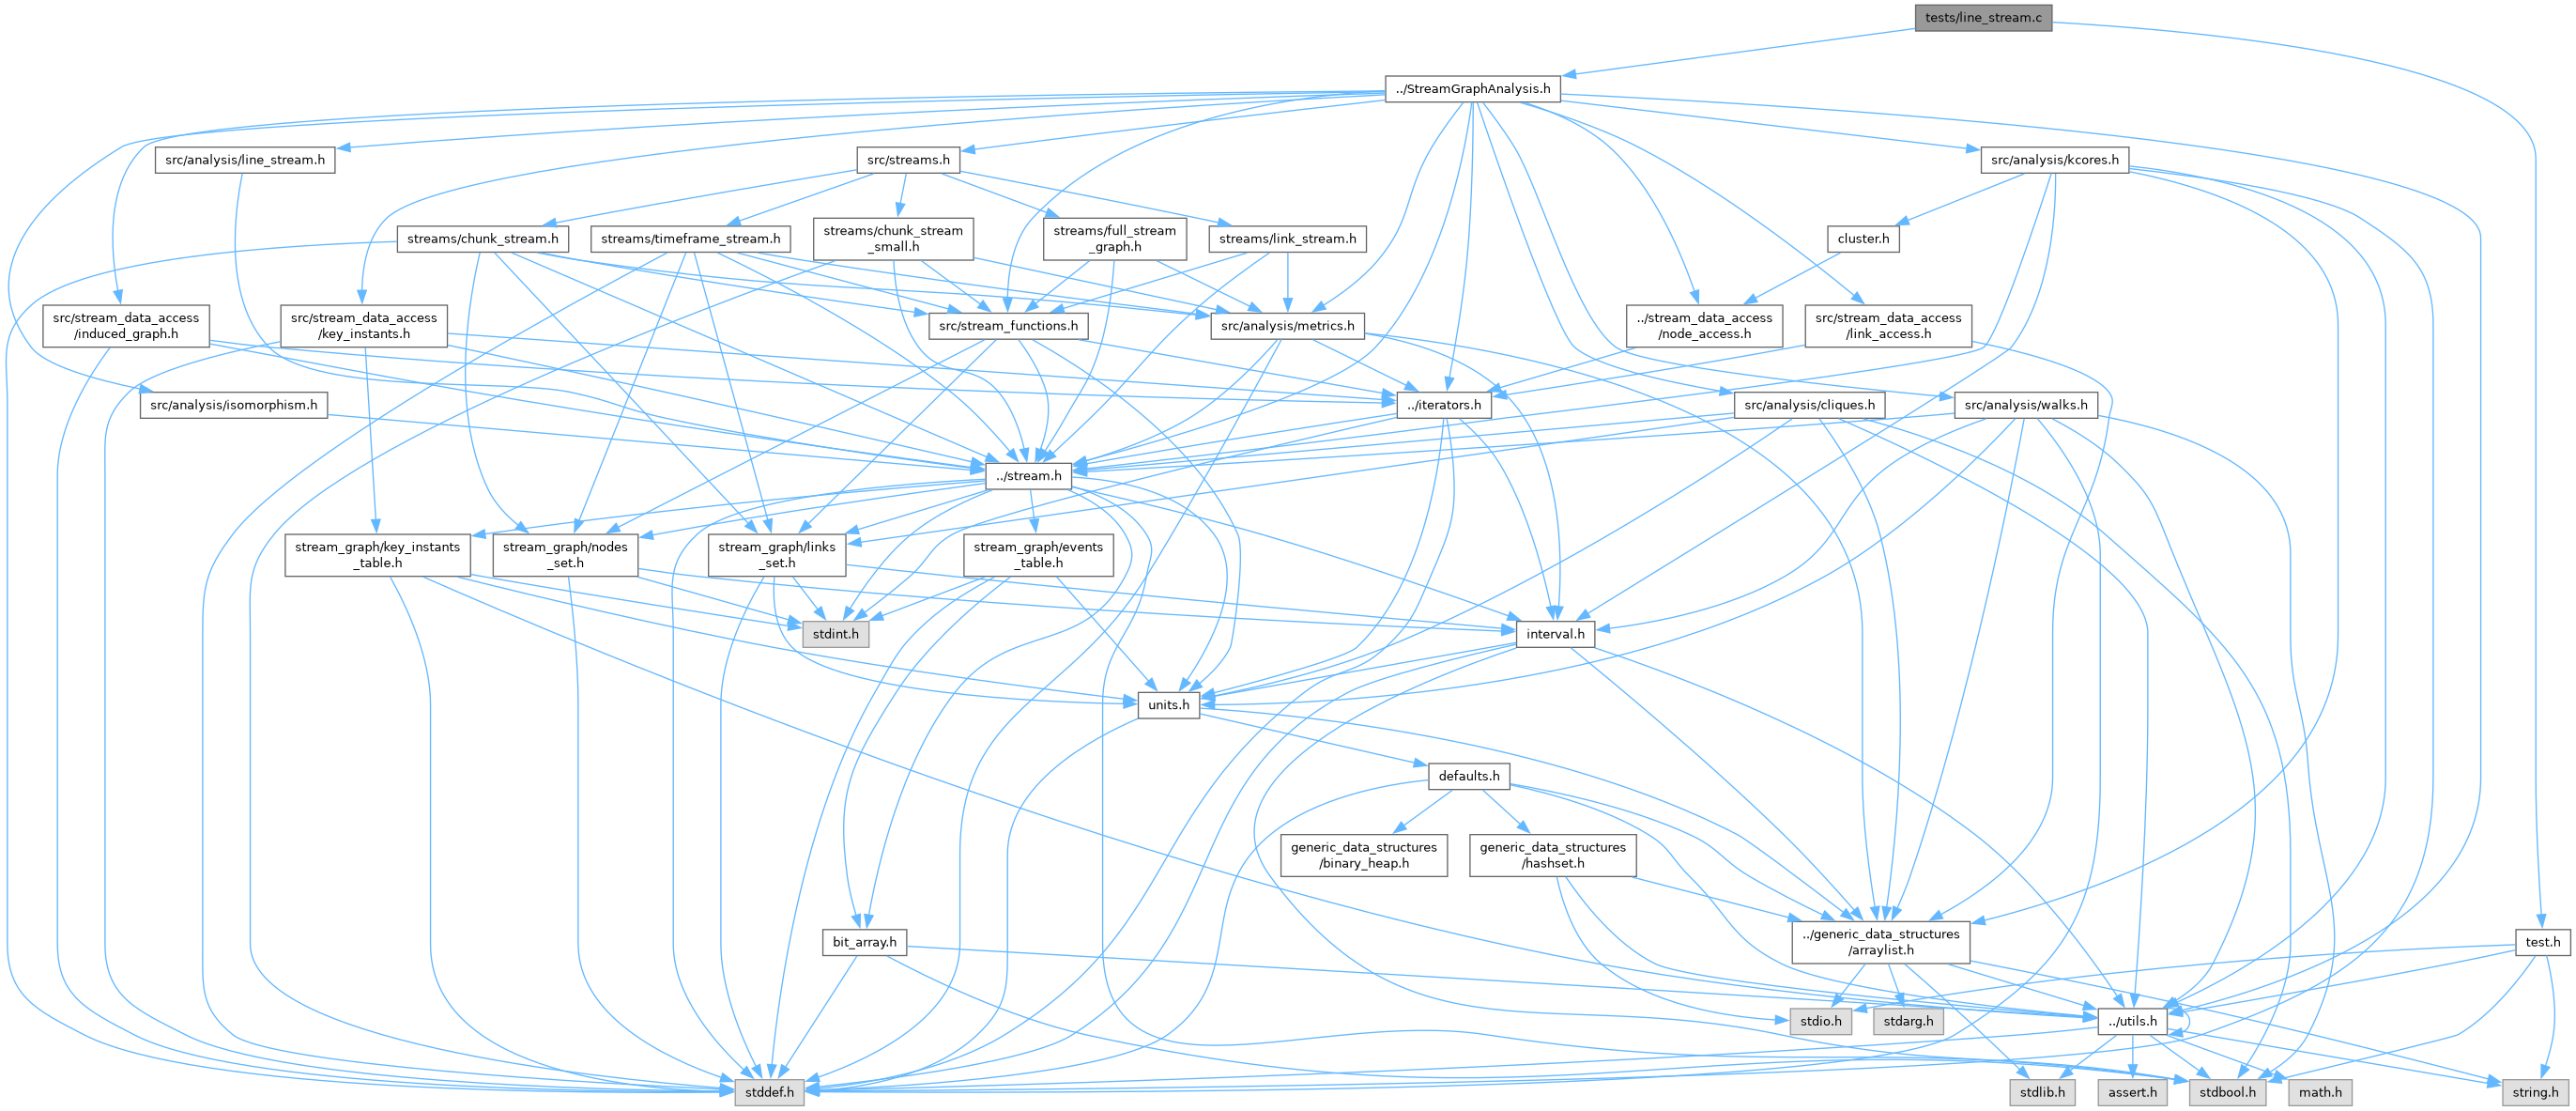 tests/line_stream.c
../StreamGraphAnalysis.h
src/analysis/line_stream.h
src/streams.h
src/analysis/kcores.h
streams/chunk_stream.h
streams/timeframe_stream.h
streams/chunk_stream
_small.h
streams/full_stream
_graph.h
streams/link_stream.h
cluster.h
src/stream_data_access
/induced_graph.h
src/stream_data_access
/key_instants.h
src/stream_functions.h
src/analysis/metrics.h
../stream_data_access
/node_access.h
src/stream_data_access
/link_access.h
src/analysis/isomorphism.h
../iterators.h
src/analysis/cliques.h
src/analysis/walks.h
../stream.h
stream_graph/key_instants
_table.h
stream_graph/nodes
_set.h
stream_graph/links
_set.h
stream_graph/events
_table.h
stdint.h
interval.h
units.h
defaults.h
generic_data_structures
/binary_heap.h
generic_data_structures
/hashset.h
bit_array.h
../generic_data_structures
/arraylist.h
test.h
stdio.h
stdarg.h
../utils.h
stddef.h
stdlib.h
assert.h
stdbool.h
math.h
string.h